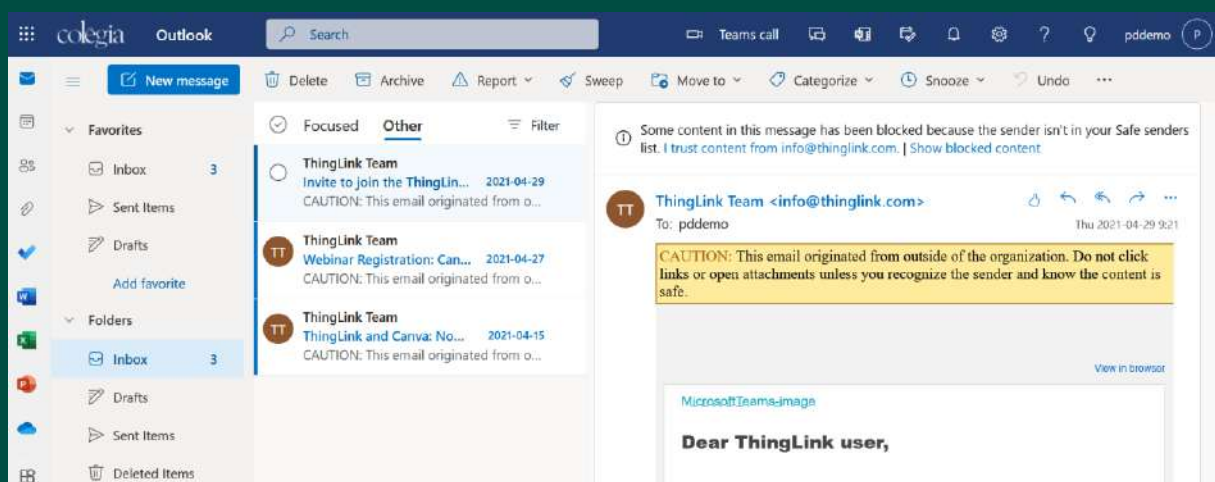 colegia Outlook Search Teams call pddemo P
New message Delete Archive Report Sweep Move to Categorize Snooze Undo
Favorites
Inbox 3
Sent Items
Drafts
Add favorite
Folders
Inbox 3
Drafts
Sent Items
Deleted Items
Focused Other Filter
ThingLink Team
Invite to join the ThingLin... 2021-04-29
CAUTION: This email originated from o...
TT
ThingLink Team
Webinar Registration: Can... 2021-04-27
CAUTION: This email originated from o...
TT
ThingLink Team
ThingLink and Canva: No... 2021-04-15
CAUTION: This email originated from o...
Some content in this message has been blocked because the sender isn't in your Safe senders
list. I trust content from info@thinglink.com. | Show blocked content
TT
ThingLink Team <info@thinglink.com>
To: pddemo Thu 2021-04-29 9:21
CAUTION: This email originated from outside of the organization. Do not click
links or open attachments unless you recognize the sender and know the content is
safe.
View in browser
MicrosoftTeams-image
Dear ThingLink user,